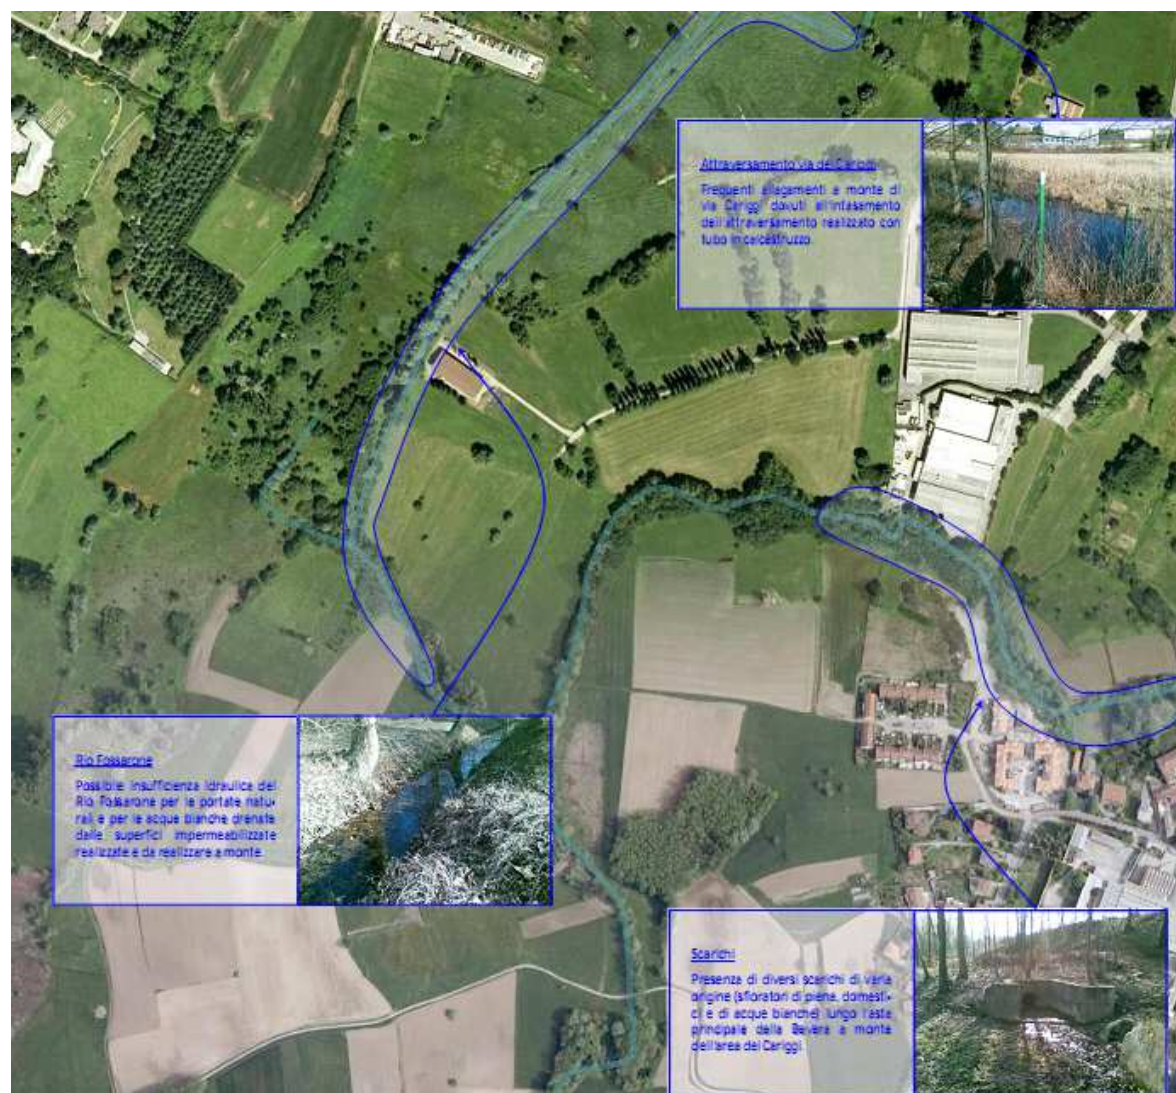 Attraversamento via dei Cariggi
Frequenti allagamenti a monte di
via Cariggi dovuti all'intasamento
dell'attraversamento realizzato con
tubo in calcestruzzo.
Rio Fossarone
Possibile insufficienza idraulica del
Rio Fossarone per le portate natu-
rali e per le acque bianche drenate
dalle superfici impermeabilizzate
realizzate e da realizzare a monte.
Scarichi
Presenza di diversi scarichi di varia
origine (sfioratori di piena, domesti-
ci e di acque bianche) lungo l'asta
principale della Bevera a monte
dell'area dei Cariggi.